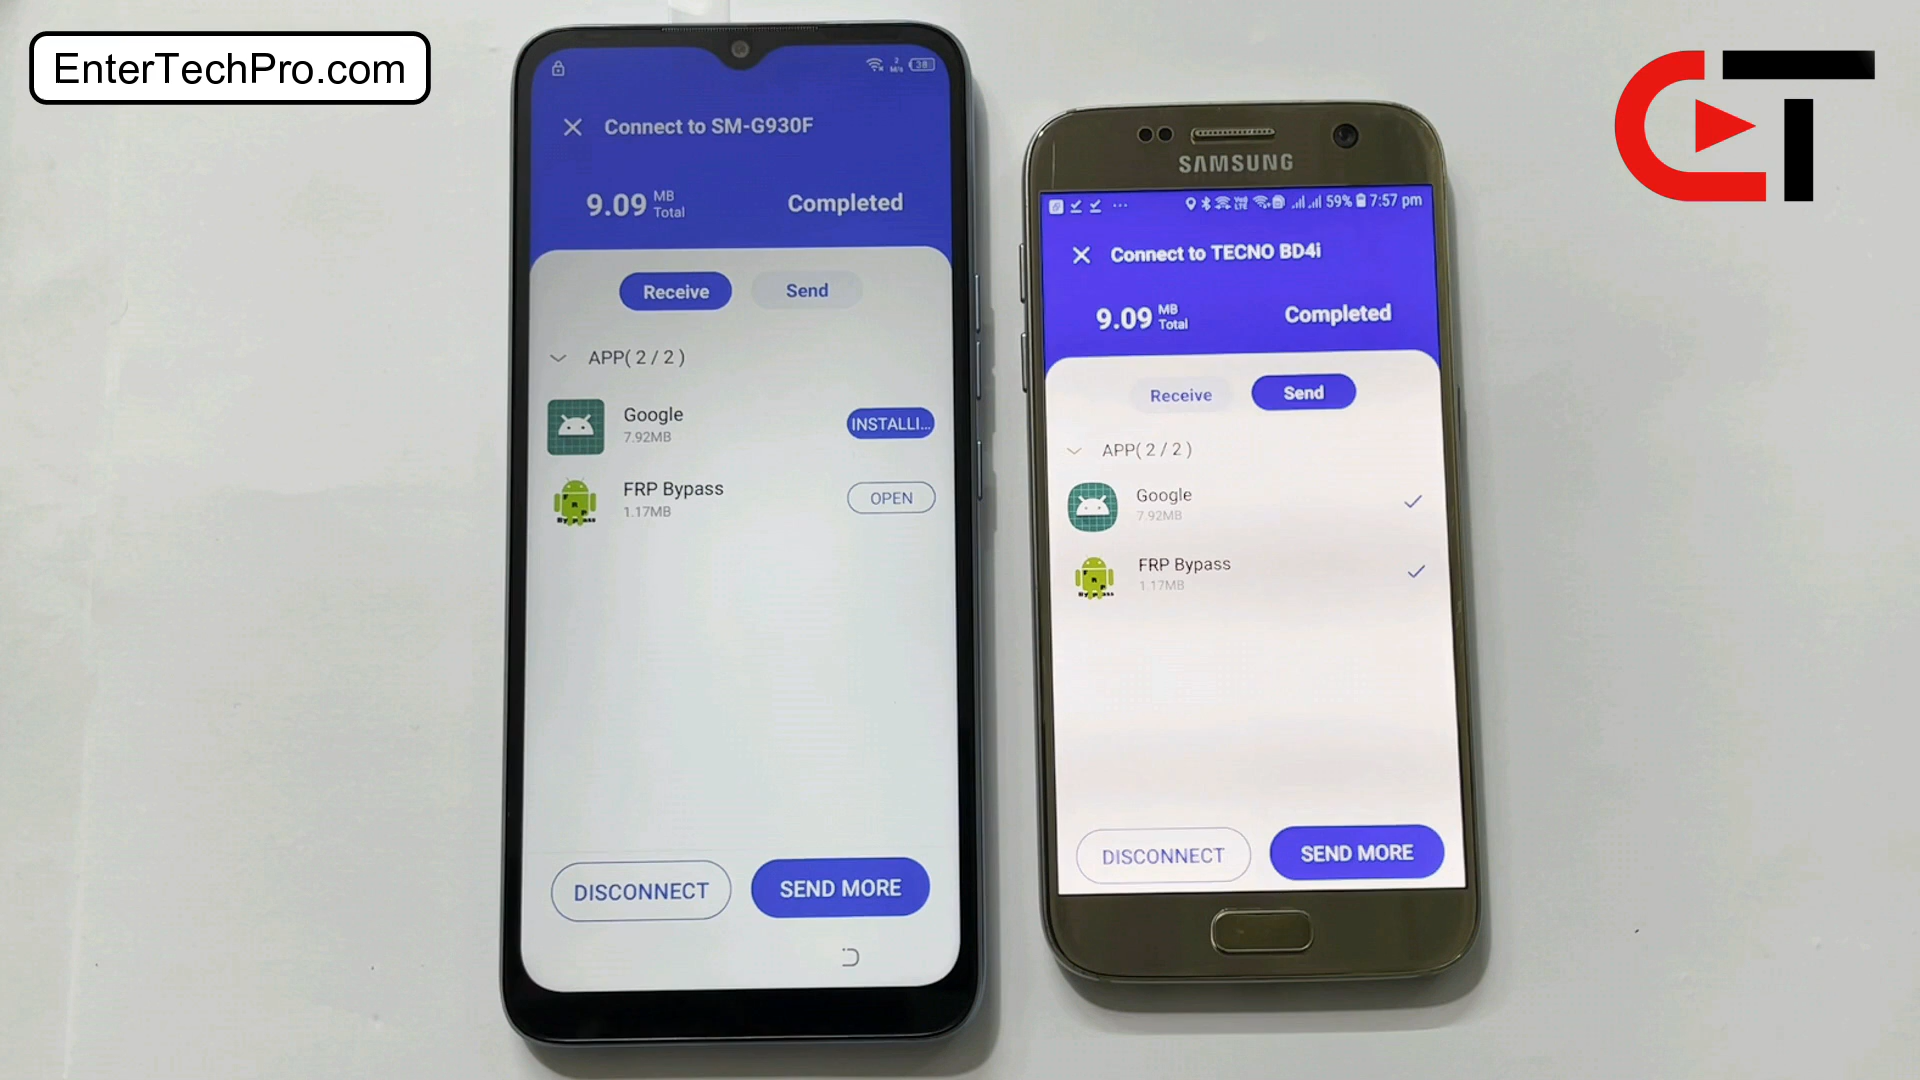 EnterTechPro.com
38
Connect to SM-G930F
9.09 MB Total
Completed
Receive
Send
APP( 2 / 2 )
Google
7.92MB
INSTALLI...
FRP Bypass
1.17MB
OPEN
DISCONNECT
SEND MORE
SAMSUNG
59% 7:57 pm
Connect to TECNO BD4i
9.09 MB Total
Completed
Receive
Send
APP( 2 / 2 )
Google
7.92MB
FRP Bypass
1.17MB
DISCONNECT
SEND MORE